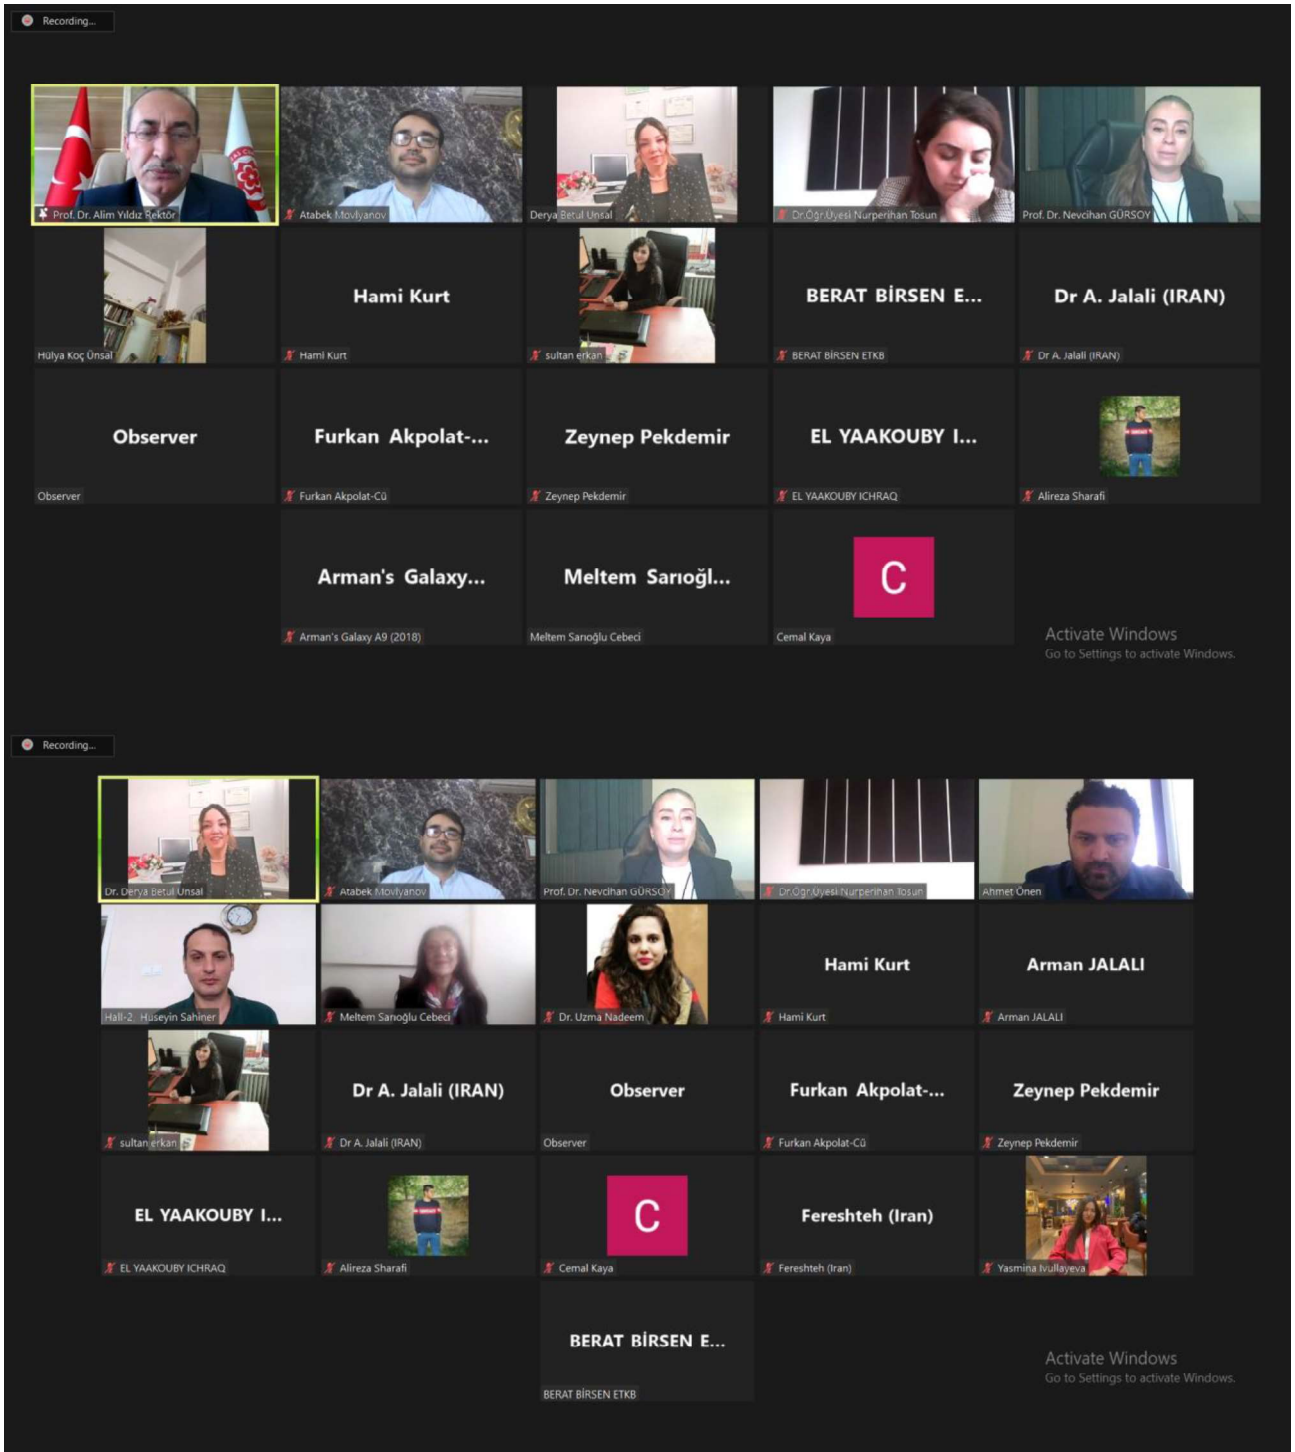 Recording...
Prof. Dr. Alim Yıldız Rektör
Atabek Movlyanov
Derya Betul Unsal
Dr.Öğr.Üyesi Nurperihan Tosun
Prof. Dr. Nevcihan GÜRSOY
Hülya Koç Ünsal
Hami Kurt
Hami Kurt
sultan erkan
BERAT BİRSEN E...
BERAT BİRSEN ETKB
Dr A. Jalali (IRAN)
Dr A. Jalali (IRAN)
Observer
Observer
Furkan Akpolat-...
Furkan Akpolat-Cü
Zeynep Pekdemir
Zeynep Pekdemir
EL YAAKOUBY I...
EL YAAKOUBY ICHRAQ
Alireza Sharafi
Arman's Galaxy...
Arman's Galaxy A9 (2018)
Meltem Sarıoğl...
Meltem Sarıoğlu Cebeci
C
Cemal Kaya
Activate Windows
Go to Settings to activate Windows.
Recording...
Dr. Derya Betul Unsal
Atabek Movlyanov
Prof. Dr. Nevcihan GÜRSOY
Dr.Öğr.Üyesi Nurperihan Tosun
Ahmet Önen
Hall-2, Huseyin Sahiner
Meltem Sarıoğlu Cebeci
Dr. Uzma Nadeem
Hami Kurt
Hami Kurt
Arman JALALI
Arman JALALI
sultan erkan
Dr A. Jalali (IRAN)
Dr A. Jalali (IRAN)
Observer
Observer
Furkan Akpolat-...
Furkan Akpolat-Cü
Zeynep Pekdemir
Zeynep Pekdemir
EL YAAKOUBY I...
EL YAAKOUBY ICHRAQ
Alireza Sharafi
C
Cemal Kaya
Fereshteh (Iran)
Fereshteh (Iran)
Yasmina Ivullayeva
BERAT BİRSEN E...
BERAT BİRSEN ETKB
Activate Windows
Go to Settings to activate Windows.